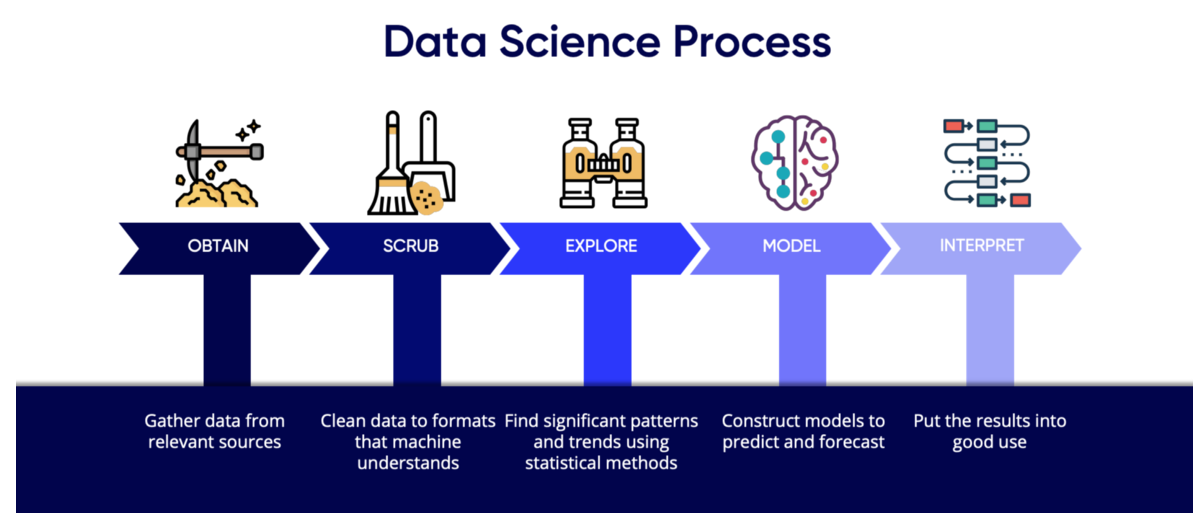 Data Science Process
OBTAIN
SCRUB
EXPLORE
MODEL
INTERPRET
Gather data from
relevant sources
Clean data to formats
that machine
understands
Find significant patterns
and trends using
statistical methods
Construct models to
predict and forecast
Put the results into
good use